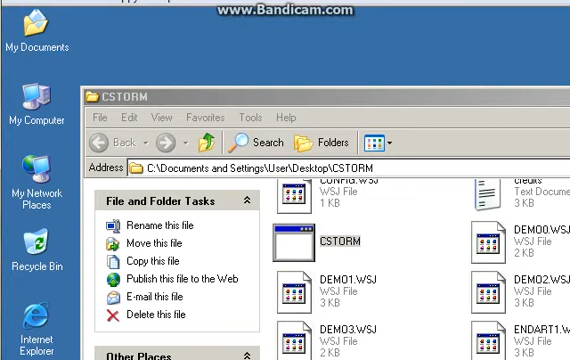 www.Bandicam.com
My Documents
CSTORM
File Edit View Favorites Tools Help
My Computer
Back Search Folders
Address C:\Documents and Settings\User\Desktop\CSTORM
My Network
Places
File and Folder Tasks
Rename this file
Move this file
Copy this file
Publish this file to the Web
E-mail this file
Delete this file
Other Places
CONFIG.WSJ
WSJ File
1 KB
credits
Text Docume
3 KB
CSTORM
DEMO0.WSJ
WSJ File
2 KB
DEMO1.WSJ
WSJ File
3 KB
DEMO2.WSJ
WSJ File
3 KB
DEMO3.WSJ
WSJ File
2 KB
ENDART1.WSJ
WSJ File
3 KB
Recycle Bin
Internet
Explorer